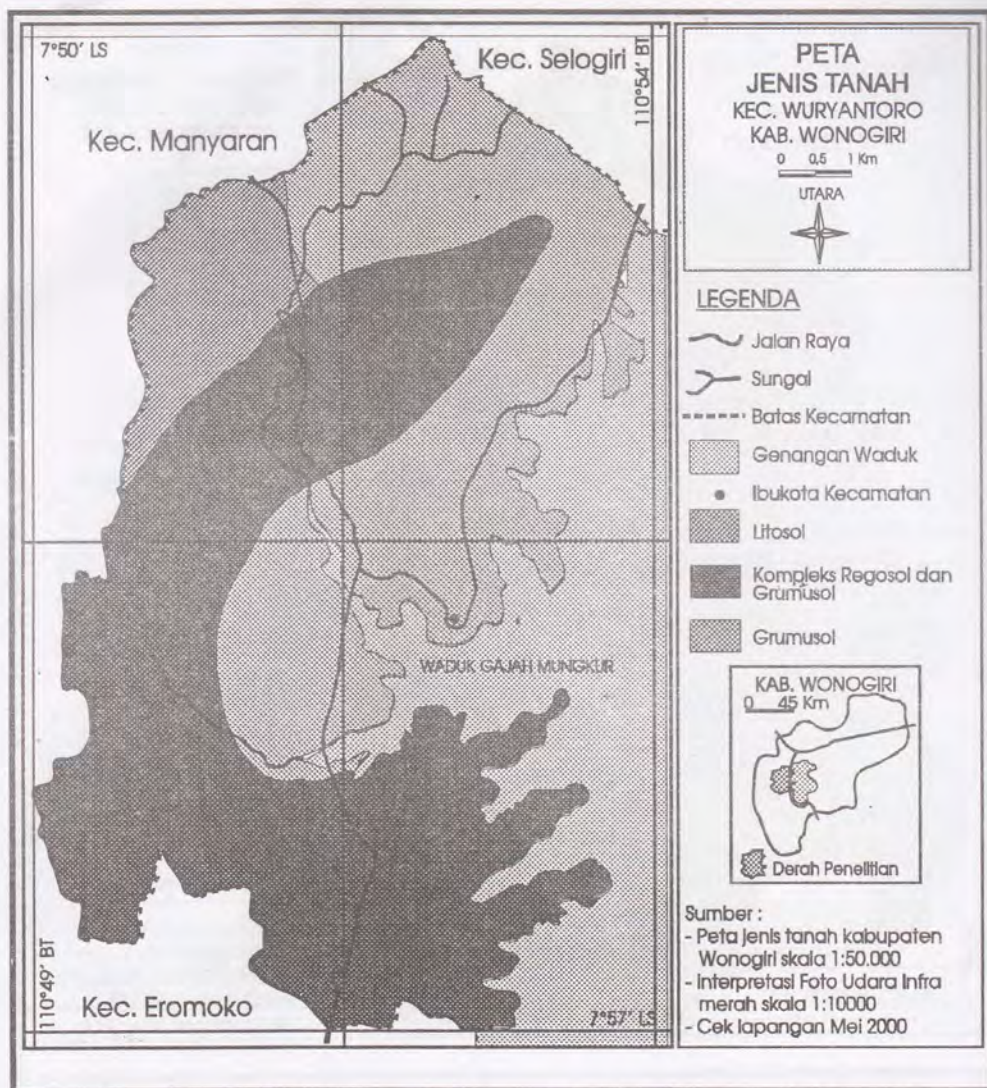 7°50' LS
Kec. Selogiri
110°54' BT
Kec. Manyaran
WADUK GAJAH MUNGKUR
110°49' BT
Kec. Eromoko
7°57' LS
PETA
JENIS TANAH
KEC. WURYANTORO
KAB. WONOGIRI
0 0,5 1 Km
UTARA
LEGENDA
Jalan Raya
Sungai
Batas Kecamatan
Genangan Waduk
Ibukota Kecamatan
Litosol
Kompleks Regosol dan
Grumusol
Grumusol
KAB. WONOGIRI
0 45 Km
Derah Penelitian
Sumber :
- Peta jenis tanah kabupaten
Wonogiri skala 1:50.000
- Interpretasi Foto Udara Infra
merah skala 1:10000
- Cek lapangan Mei 2000